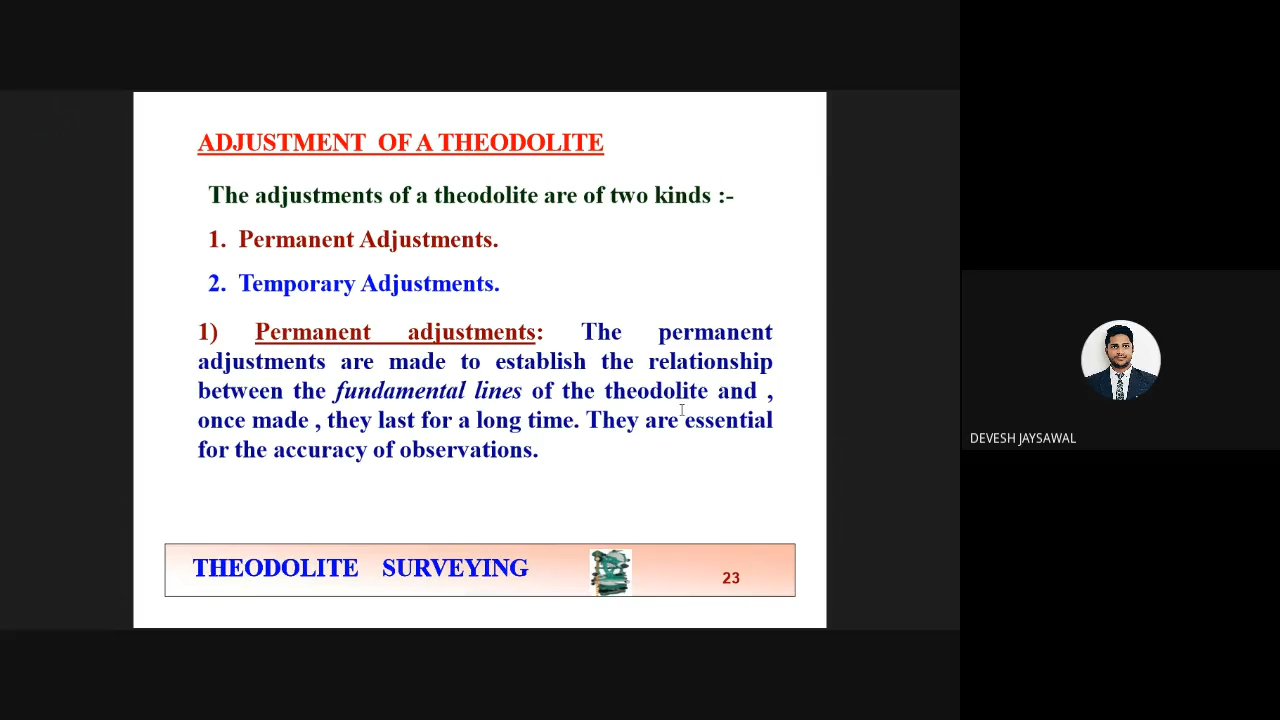 ADJUSTMENT OF A THEODOLITE
The adjustments of a theodolite are of two kinds :-
1. Permanent Adjustments.
2. Temporary Adjustments.
1) Permanent adjustments: The permanent
adjustments are made to establish the relationship
between the fundamental lines of the theodolite and ,
once made , they last for a long time. They are essential
for the accuracy of observations.
THEODOLITE SURVEYING
23
DEVESH JAYSAWAL